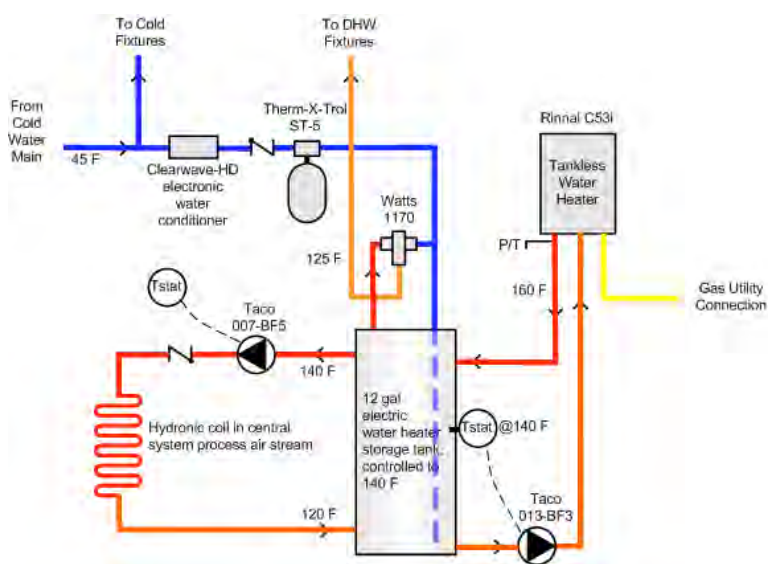 To Cold
Fixtures
To DHW
Fixtures
From
Cold
Water
Main
45 F
Clearwave-HD
electronic
water
conditioner
Therm-X-Trol
ST-5
Rinnai C53i
Tankless
Water
Heater
Watts
1170
P/T
125 F
160 F
Gas Utility
Connection
Tstat
Taco
007-BF5
140 F
12 gal
electric
water heater
storage tank,
controlled to
140 F
Tstat
@140 F
Hydronic coil in central
system process air stream
120 F
Taco
013-BF3